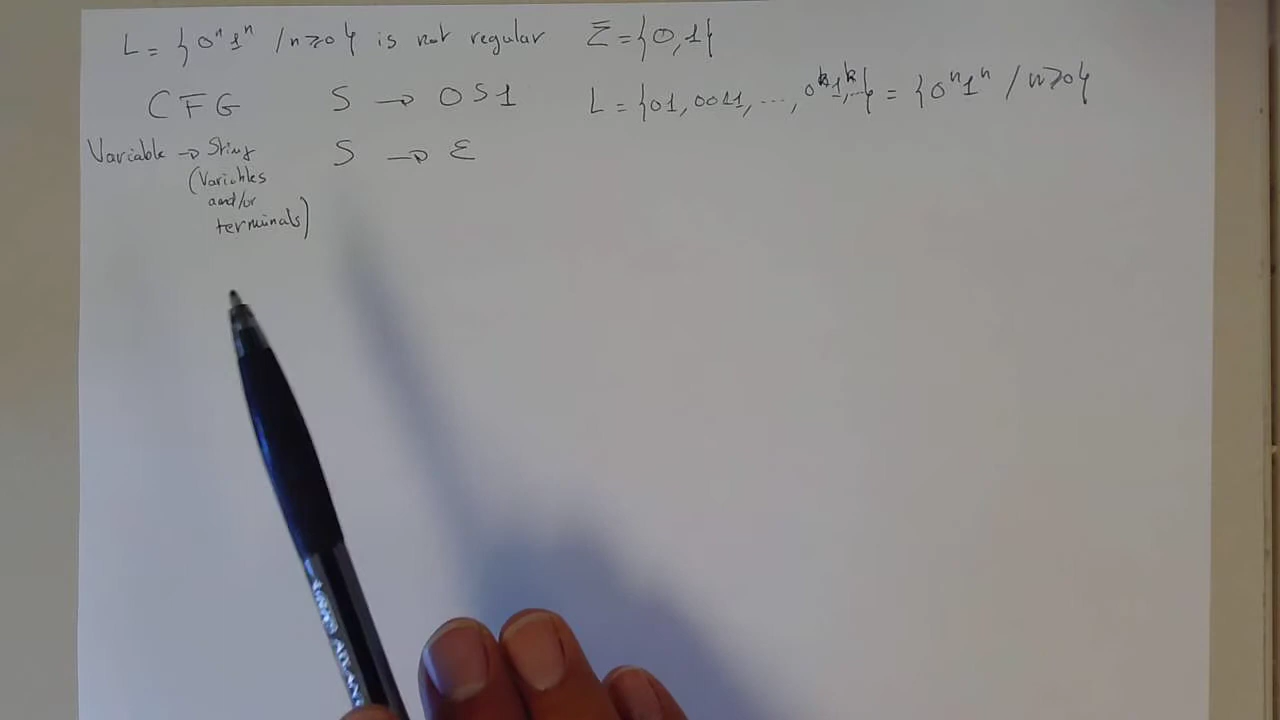 L = { 0ⁿ1ⁿ / n ≥ 0 } is not regular Σ = {0,1}
CFG S → 0S1 L = {01, 0011, ..., 0ᵏ1ᵏ, ...} = {0ⁿ1ⁿ / n ≥ 0}
Variable → String S → ε
(Variables
and/or
terminals)